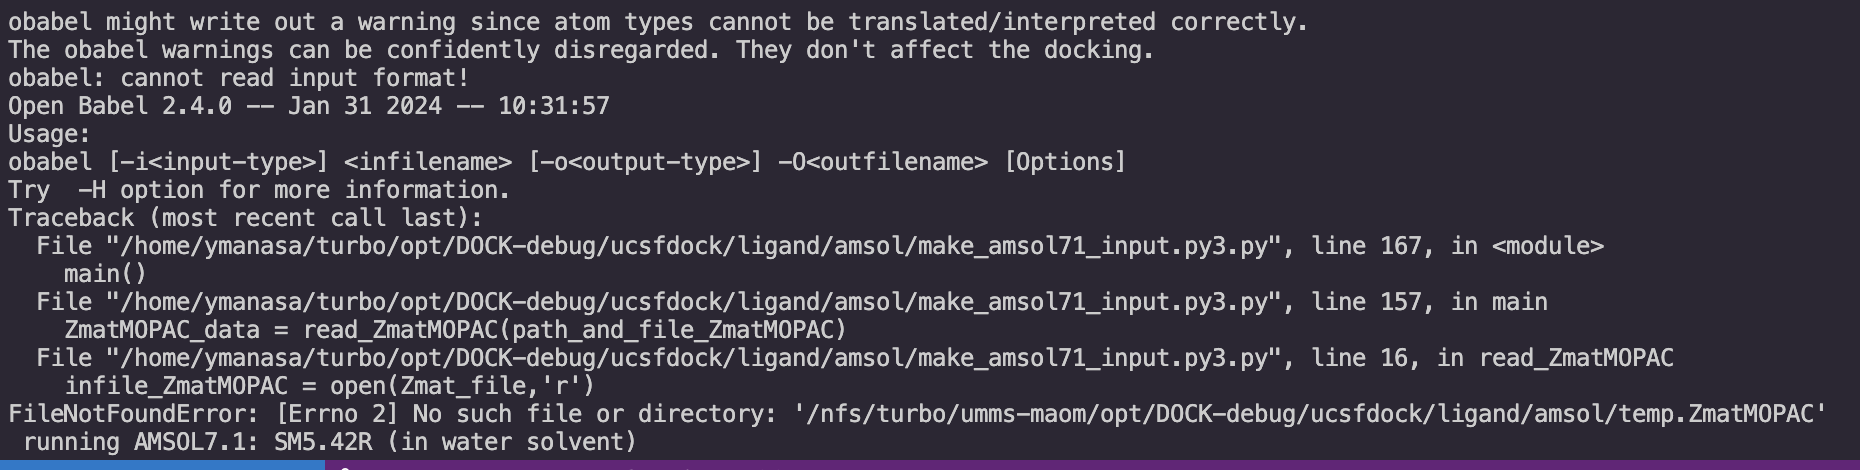 obabel might write out a warning since atom types cannot be translated/interpreted correctly.
The obabel warnings can be confidently disregarded. They don't affect the docking.
obabel: cannot read input format!
Open Babel 2.4.0 -- Jan 31 2024 -- 10:31:57
Usage:
obabel [-i<input-type>] <infilename> [-o<output-type>] -O<outfilename> [Options]
Try  -H option for more information.
Traceback (most recent call last):
  File "/home/ymanasa/turbo/opt/DOCK-debug/ucsfdock/ligand/amsol/make_amsol71_input.py3.py", line 167, in <module>
    main()
  File "/home/ymanasa/turbo/opt/DOCK-debug/ucsfdock/ligand/amsol/make_amsol71_input.py3.py", line 157, in main
    ZmatMOPAC_data = read_ZmatMOPAC(path_and_file_ZmatMOPAC)
  File "/home/ymanasa/turbo/opt/DOCK-debug/ucsfdock/ligand/amsol/make_amsol71_input.py3.py", line 16, in read_ZmatMOPAC
    infile_ZmatMOPAC = open(Zmat_file,'r')
FileNotFoundError: [Errno 2] No such file or directory: '/nfs/turbo/umms-maom/opt/DOCK-debug/ucsfdock/ligand/amsol/temp.ZmatMOPAC'
 running AMSOL7.1: SM5.42R (in water solvent)